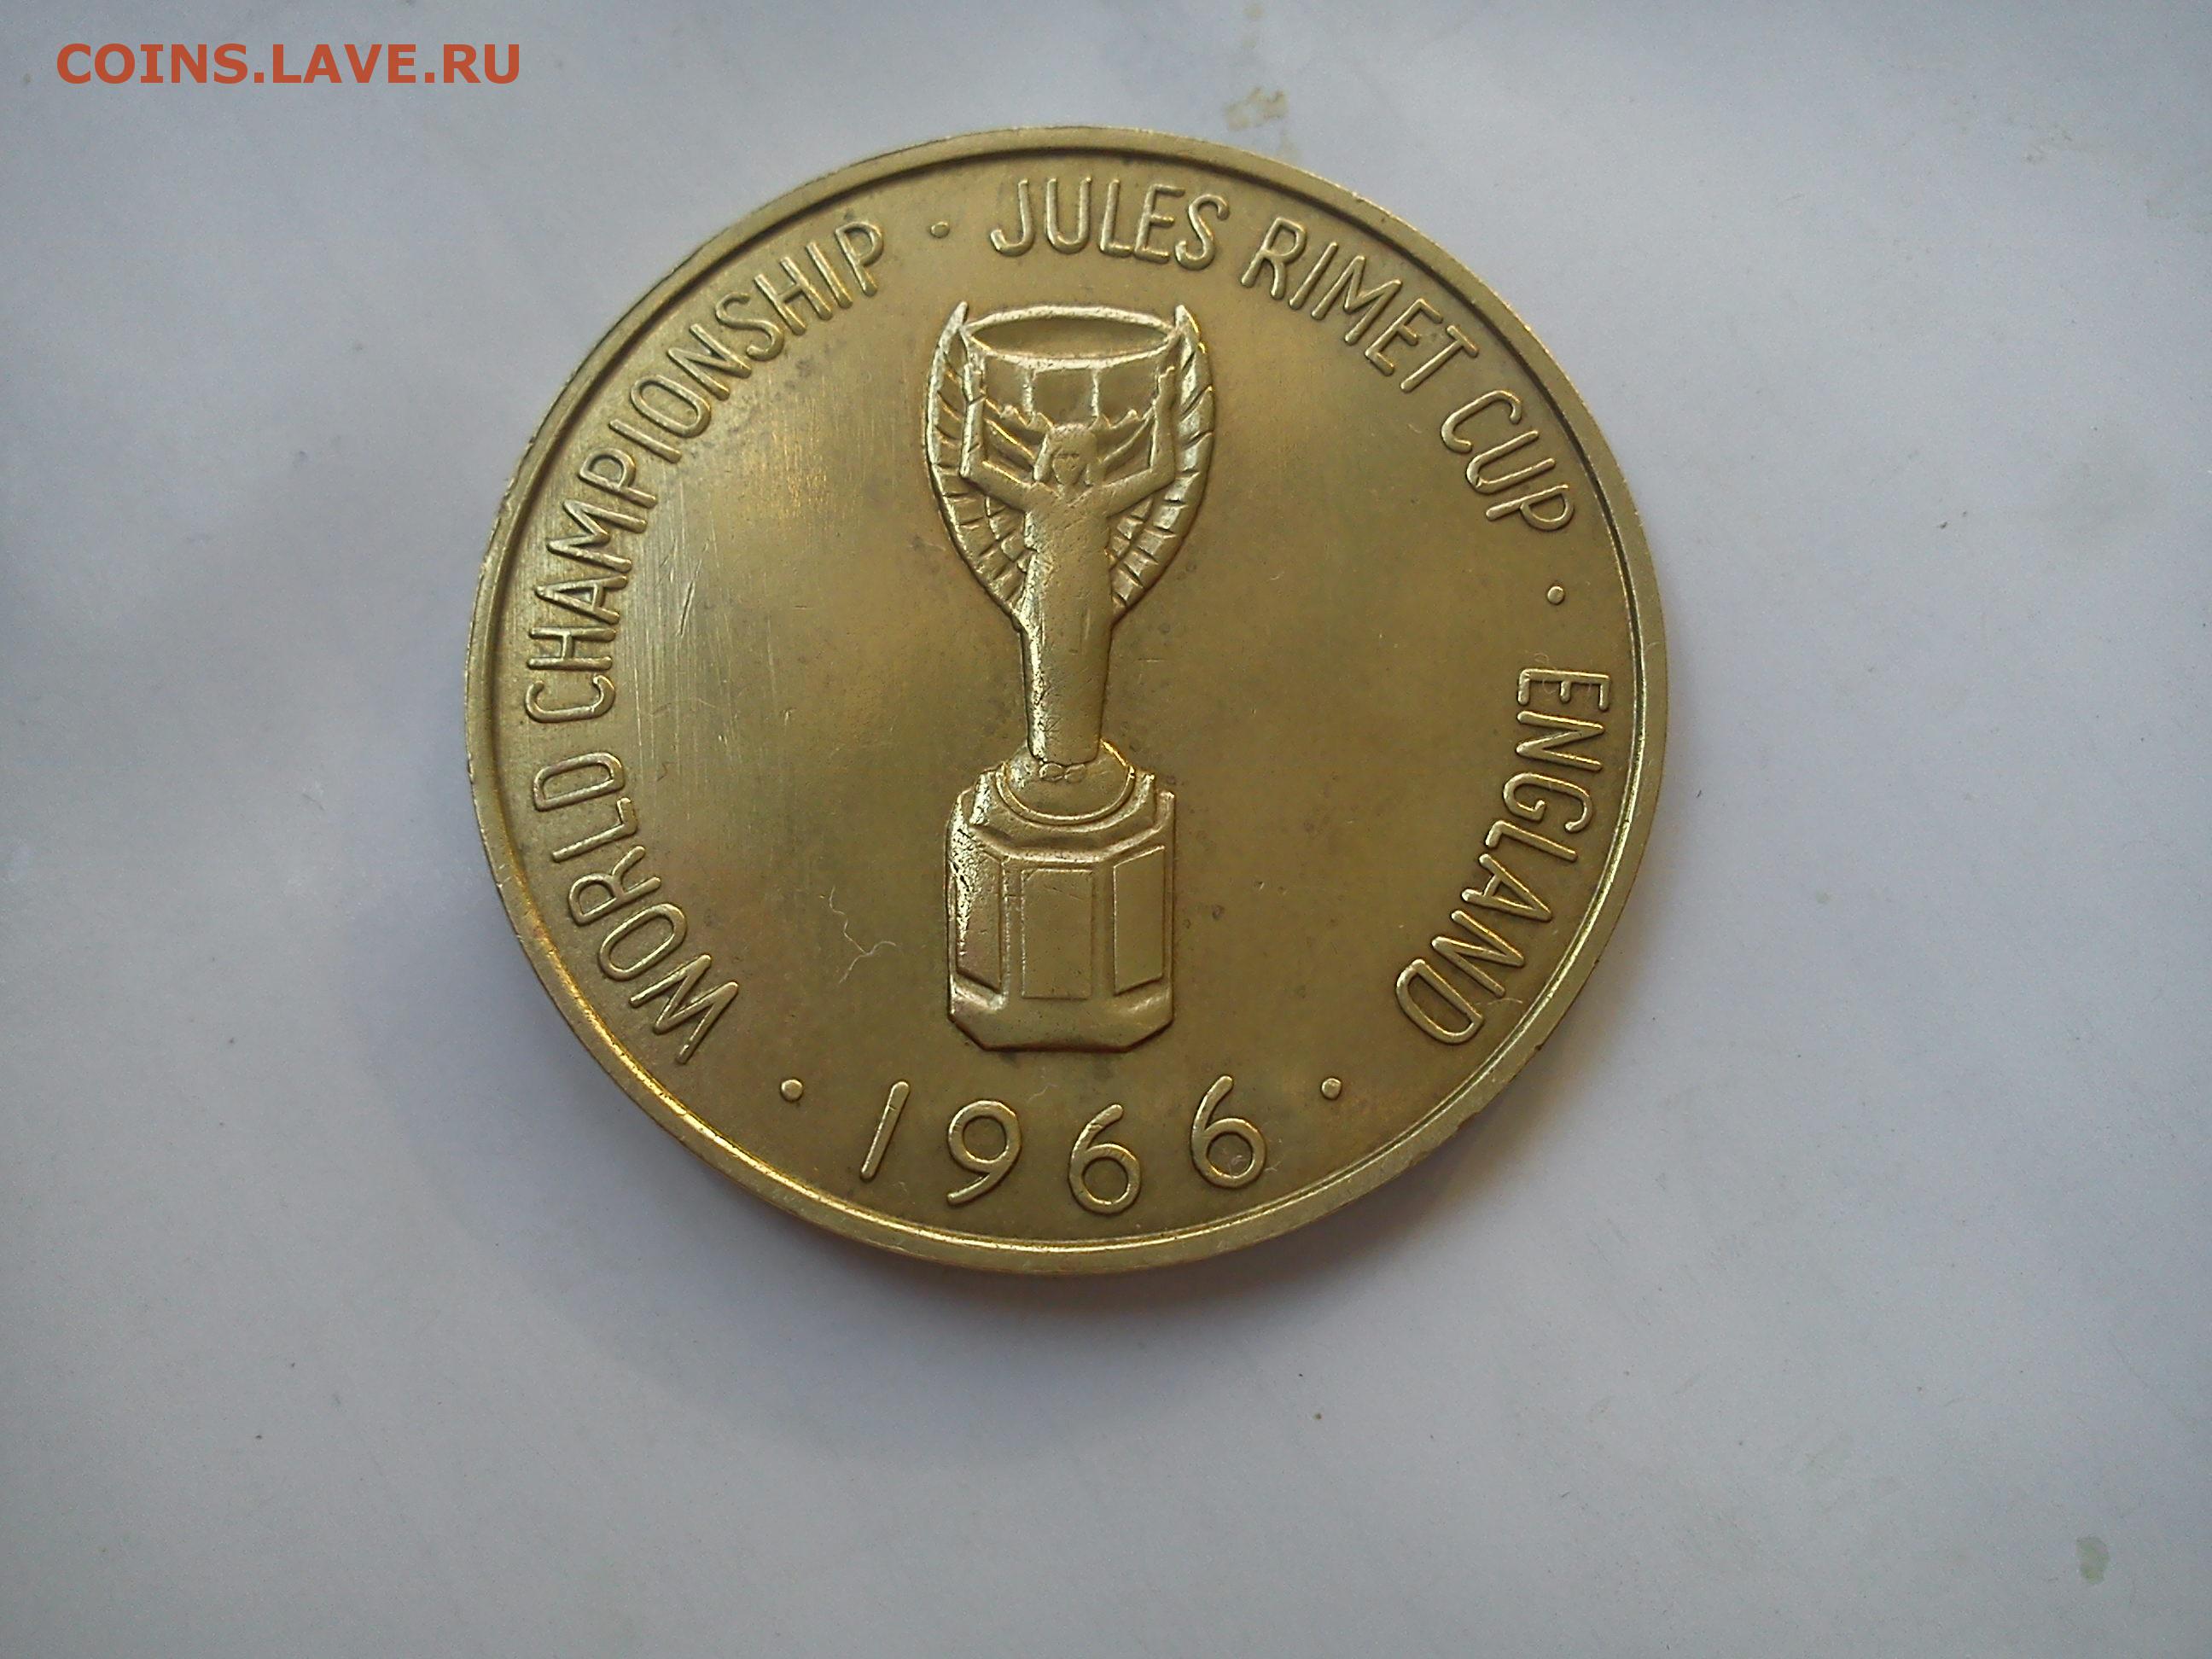 COINS.LAVE.RU
WORLD CHAMPIONSHIP · JULES RIMET CUP · ENGLAND
· 1966 ·